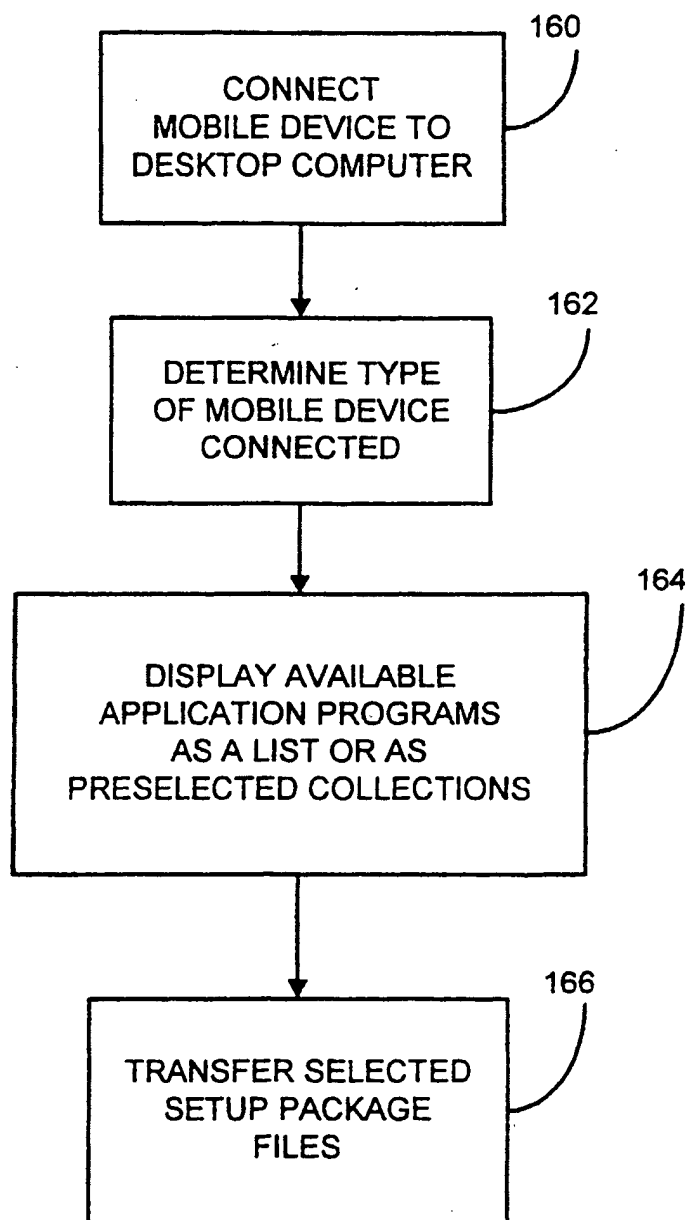 160
CONNECT
MOBILE DEVICE TO
DESKTOP COMPUTER
162
DETERMINE TYPE
OF MOBILE DEVICE
CONNECTED
164
DISPLAY AVAILABLE
APPLICATION PROGRAMS
AS A LIST OR AS
PRESELECTED COLLECTIONS
166
TRANSFER SELECTED
SETUP PACKAGE
FILES